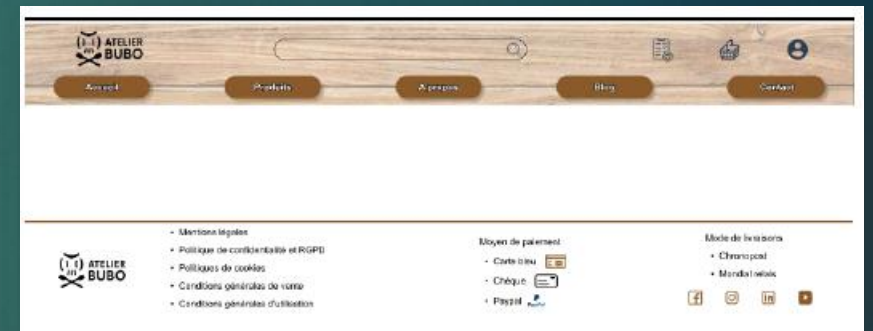 ATELIER
BUBO
Accueil
Produits
A propos
Blog
Contact
ATELIER
BUBO
• Mentions légales
• Politique de confidentialité et RGPD
• Politiques de cookies
• Conditions générales de vente
• Conditions générales d'utilisation
Moyen de paiement
• Carte bleu
• Chèque
• Paypal
Mode de livraisons
• Chronopost
• Mondial relais